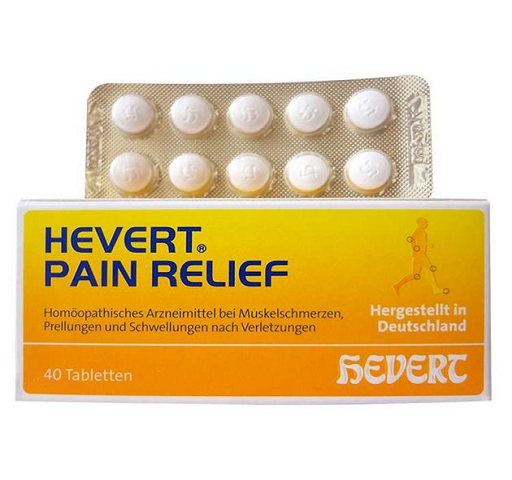 HEVERT®
PAIN RELIEF
Homöopathisches Arzneimittel bei Muskelschmerzen,
Prellungen und Schwellungen nach Verletzungen
Hergestellt in
Deutschland
40 Tabletten
HEVERT